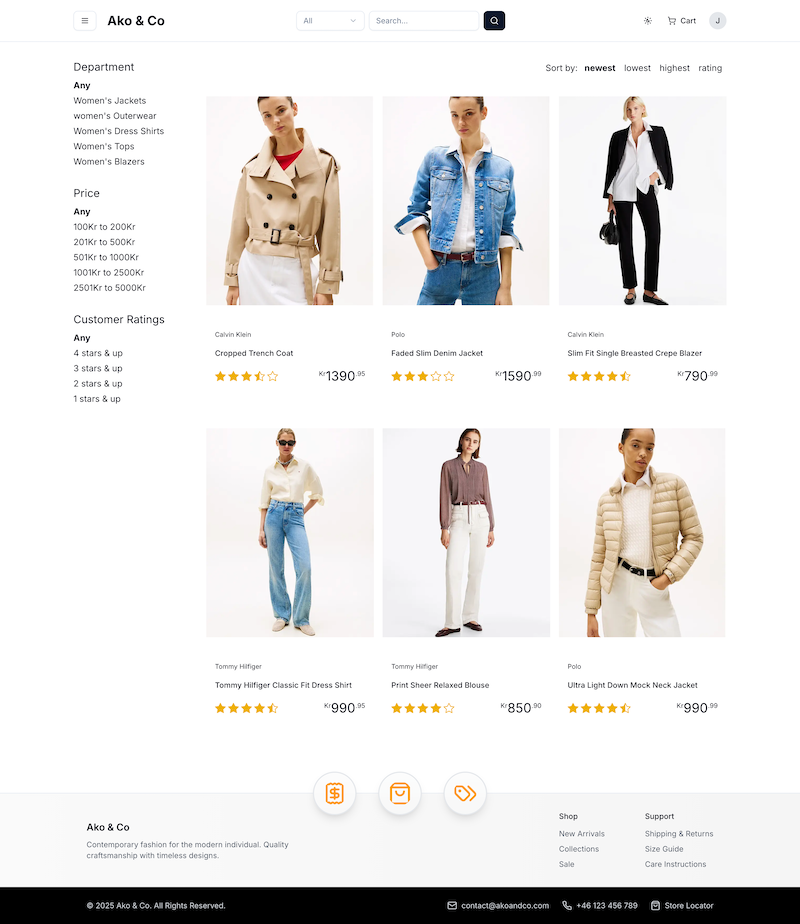 Ako & Co
All
Search...
Cart
J
Department
Any
Women's Jackets
women's Outerwear
Women's Dress Shirts
Women's Tops
Women's Blazers
Price
Any
100Kr to 200Kr
201Kr to 500Kr
501Kr to 1000Kr
1001Kr to 2500Kr
2501Kr to 5000Kr
Customer Ratings
Any
4 stars & up
3 stars & up
2 stars & up
1 stars & up
Sort by: newest lowest highest rating
Calvin Klein
Cropped Trench Coat
Kr1390.95
Polo
Faded Slim Denim Jacket
Kr1590.99
Calvin Klein
Slim Fit Single Breasted Crepe Blazer
Kr790.99
Tommy Hilfiger
Tommy Hilfiger Classic Fit Dress Shirt
Kr990.95
Tommy Hilfiger
Print Sheer Relaxed Blouse
Kr850.90
Polo
Ultra Light Down Mock Neck Jacket
Kr990.99
Ako & Co
Contemporary fashion for the modern individual. Quality
craftsmanship with timeless designs.
Shop
New Arrivals
Collections
Sale
Support
Shipping & Returns
Size Guide
Care Instructions
© 2025 Ako & Co. All Rights Reserved.
contact@akoandco.com
+46 123 456 789
Store Locator